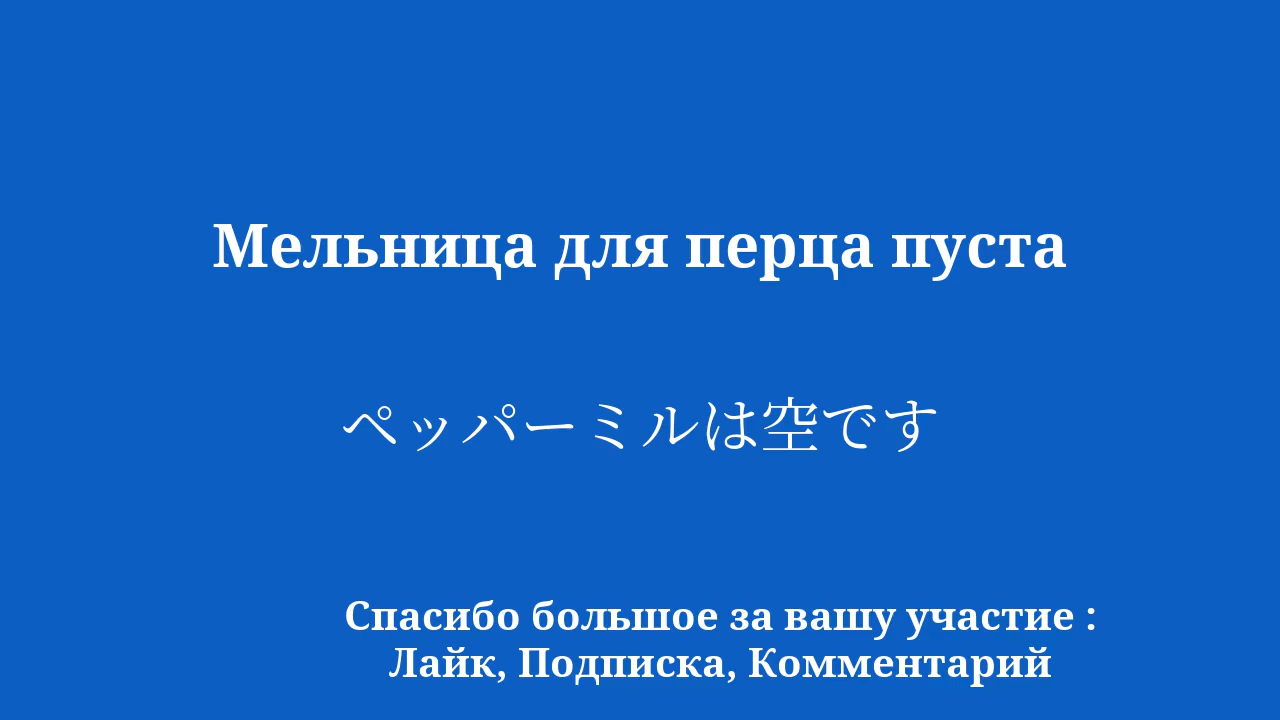 Мельница для перца пуста
ペッパーミルは空です
Спасибо большое за вашу участие :
Лайк, Подписка, Комментарий